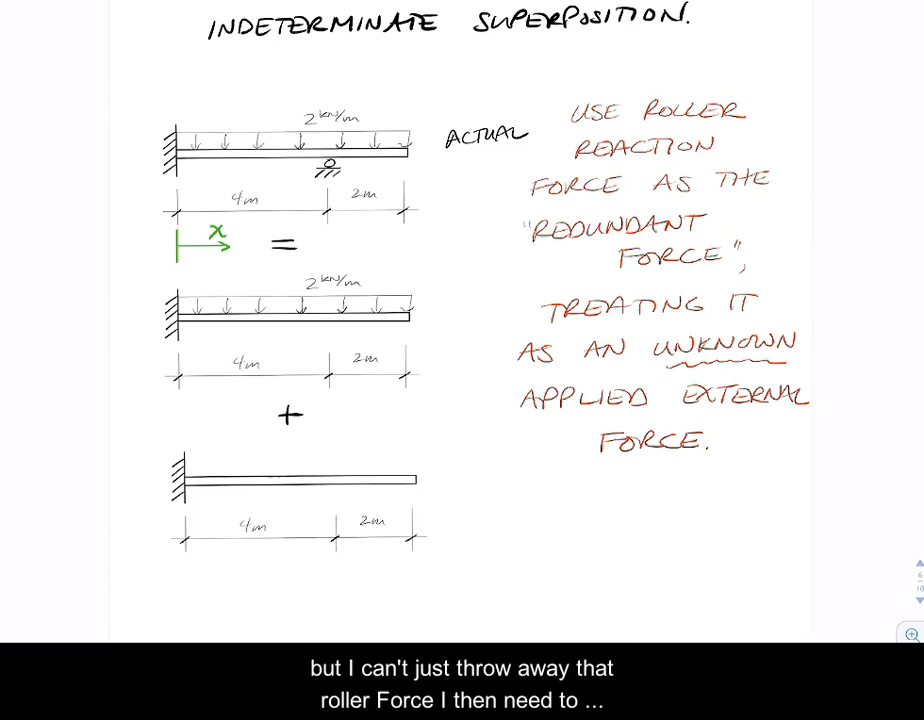 INDETERMINATE SUPERPOSITION.
2 kN/m
ACTUAL
4m
2m
x
=
2 kN/m
4m
2m
+
4m
2m
USE ROLLER
REACTION
FORCE AS THE
"REDUNDANT
FORCE",
TREATING IT
AS AN UNKNOWN
APPLIED EXTERNAL
FORCE.
6
10
but I can't just throw away that
roller Force I then need to ...